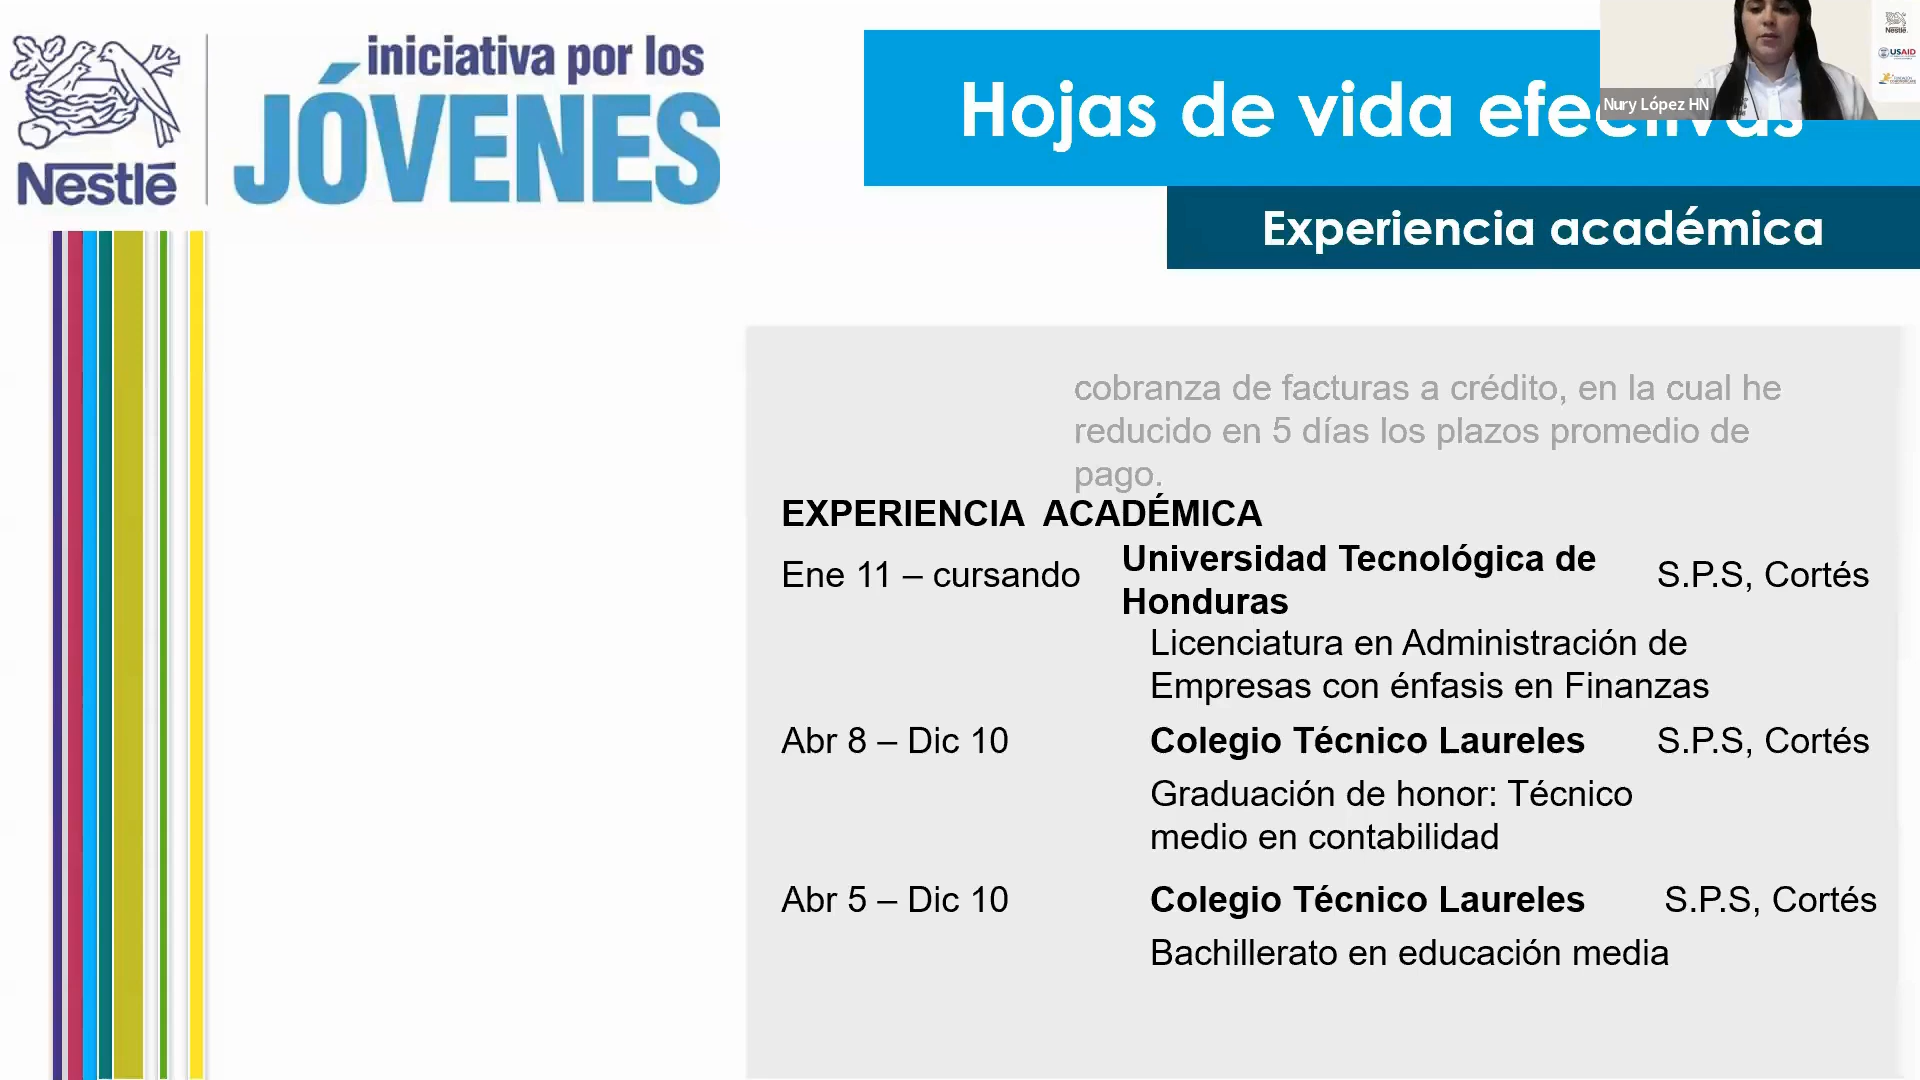 iniciativa por los
JÓVENES
Nestlé
Hojas de vida efectivas
Nestlé
USAID
Nury López HN
Experiencia académica
cobranza de facturas a crédito, en la cual he
reducido en 5 días los plazos promedio de
pago.
EXPERIENCIA ACADÉMICA
Ene 11 – cursando
Universidad Tecnológica de
Honduras
S.P.S, Cortés
Licenciatura en Administración de
Empresas con énfasis en Finanzas
Abr 8 – Dic 10
Colegio Técnico Laureles
S.P.S, Cortés
Graduación de honor: Técnico
medio en contabilidad
Abr 5 – Dic 10
Colegio Técnico Laureles
S.P.S, Cortés
Bachillerato en educación media